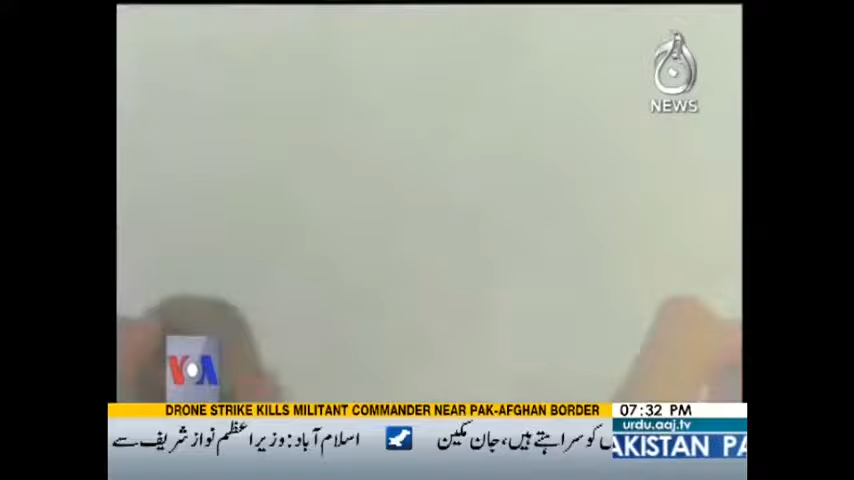 NEWS
VOA
DRONE STRIKE KILLS MILITANT COMMANDER NEAR PAK-AFGHAN BORDER
07:32 PM
urdu.aaj.tv
کو سراہتے ہیں، جان مکین
اسلام آباد: وزیراعظم نواز شریف سے
AKISTAN PA